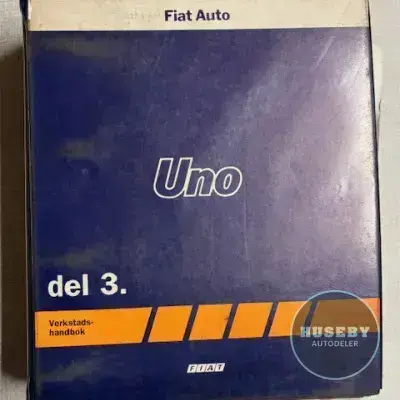 Fiat Auto
Uno
del 3.
Verkstads-
handbok
HUSEBY
AUTODELER
FIAT